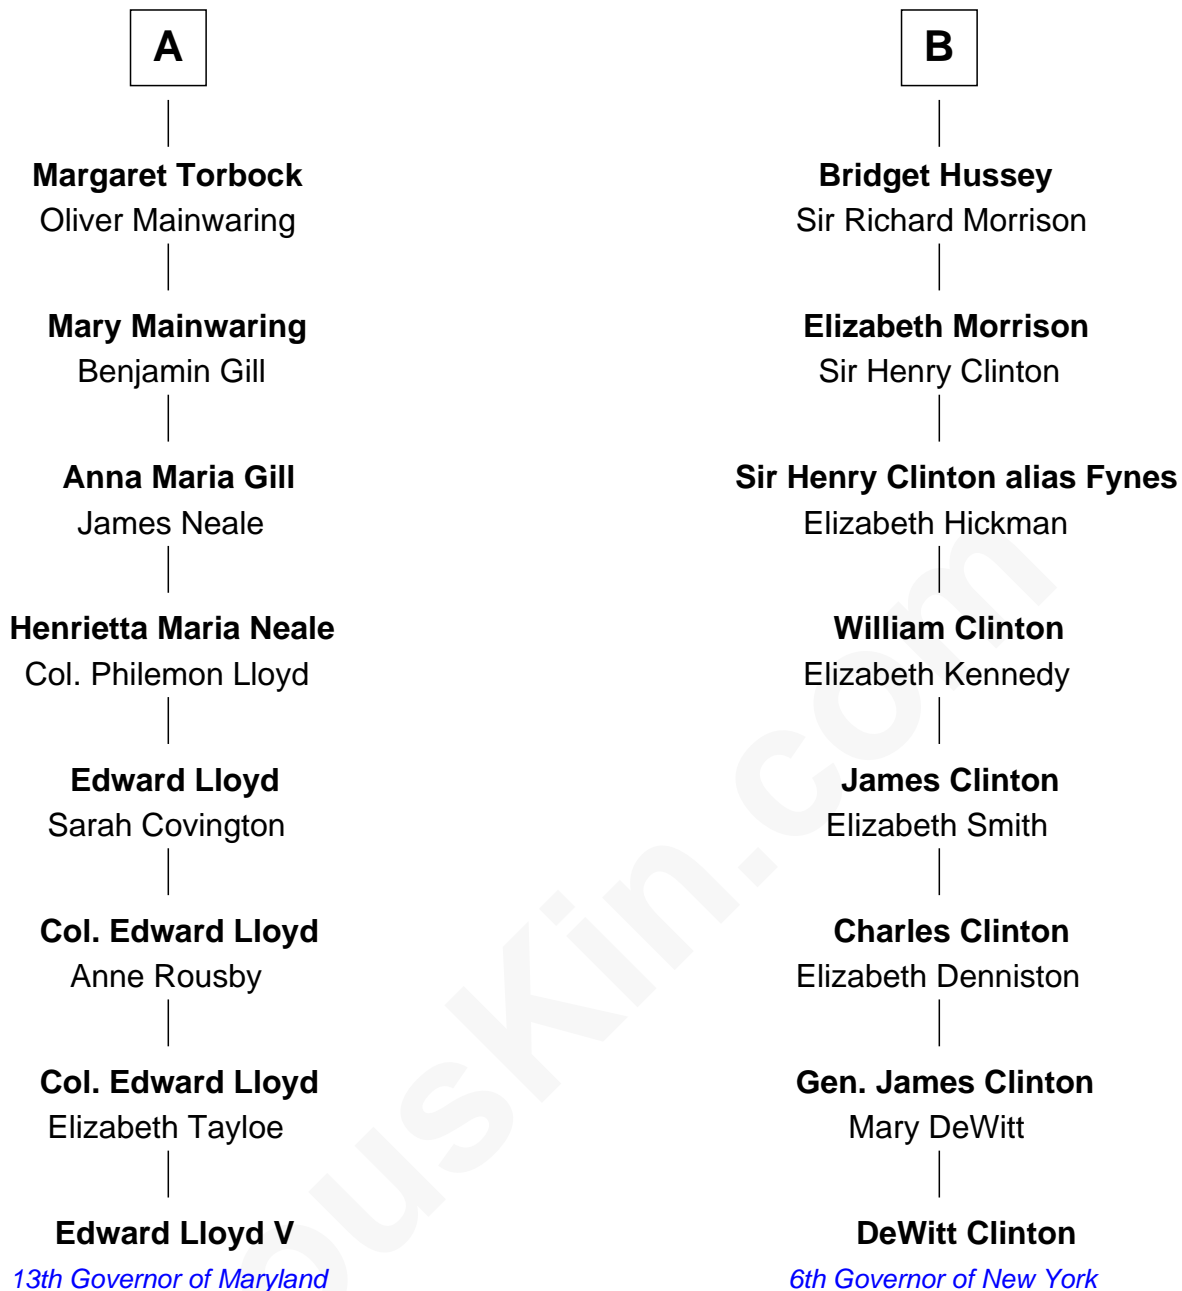 A
Margaret Torbock
Oliver Mainwaring
Mary Mainwaring
Benjamin Gill
Anna Maria Gill
James Neale
Henrietta Maria Neale
Col. Philemon Lloyd
Edward Lloyd
Sarah Covington
Col. Edward Lloyd
Anne Rousby
Col. Edward Lloyd
Elizabeth Tayloe
Edward Lloyd V
13th Governor of Maryland
B
Bridget Hussey
Sir Richard Morrison
Elizabeth Morrison
Sir Henry Clinton
Sir Henry Clinton alias Fynes
Elizabeth Hickman
William Clinton
Elizabeth Kennedy
James Clinton
Elizabeth Smith
Charles Clinton
Elizabeth Denniston
Gen. James Clinton
Mary DeWitt
DeWitt Clinton
6th Governor of New York
ousKin.com